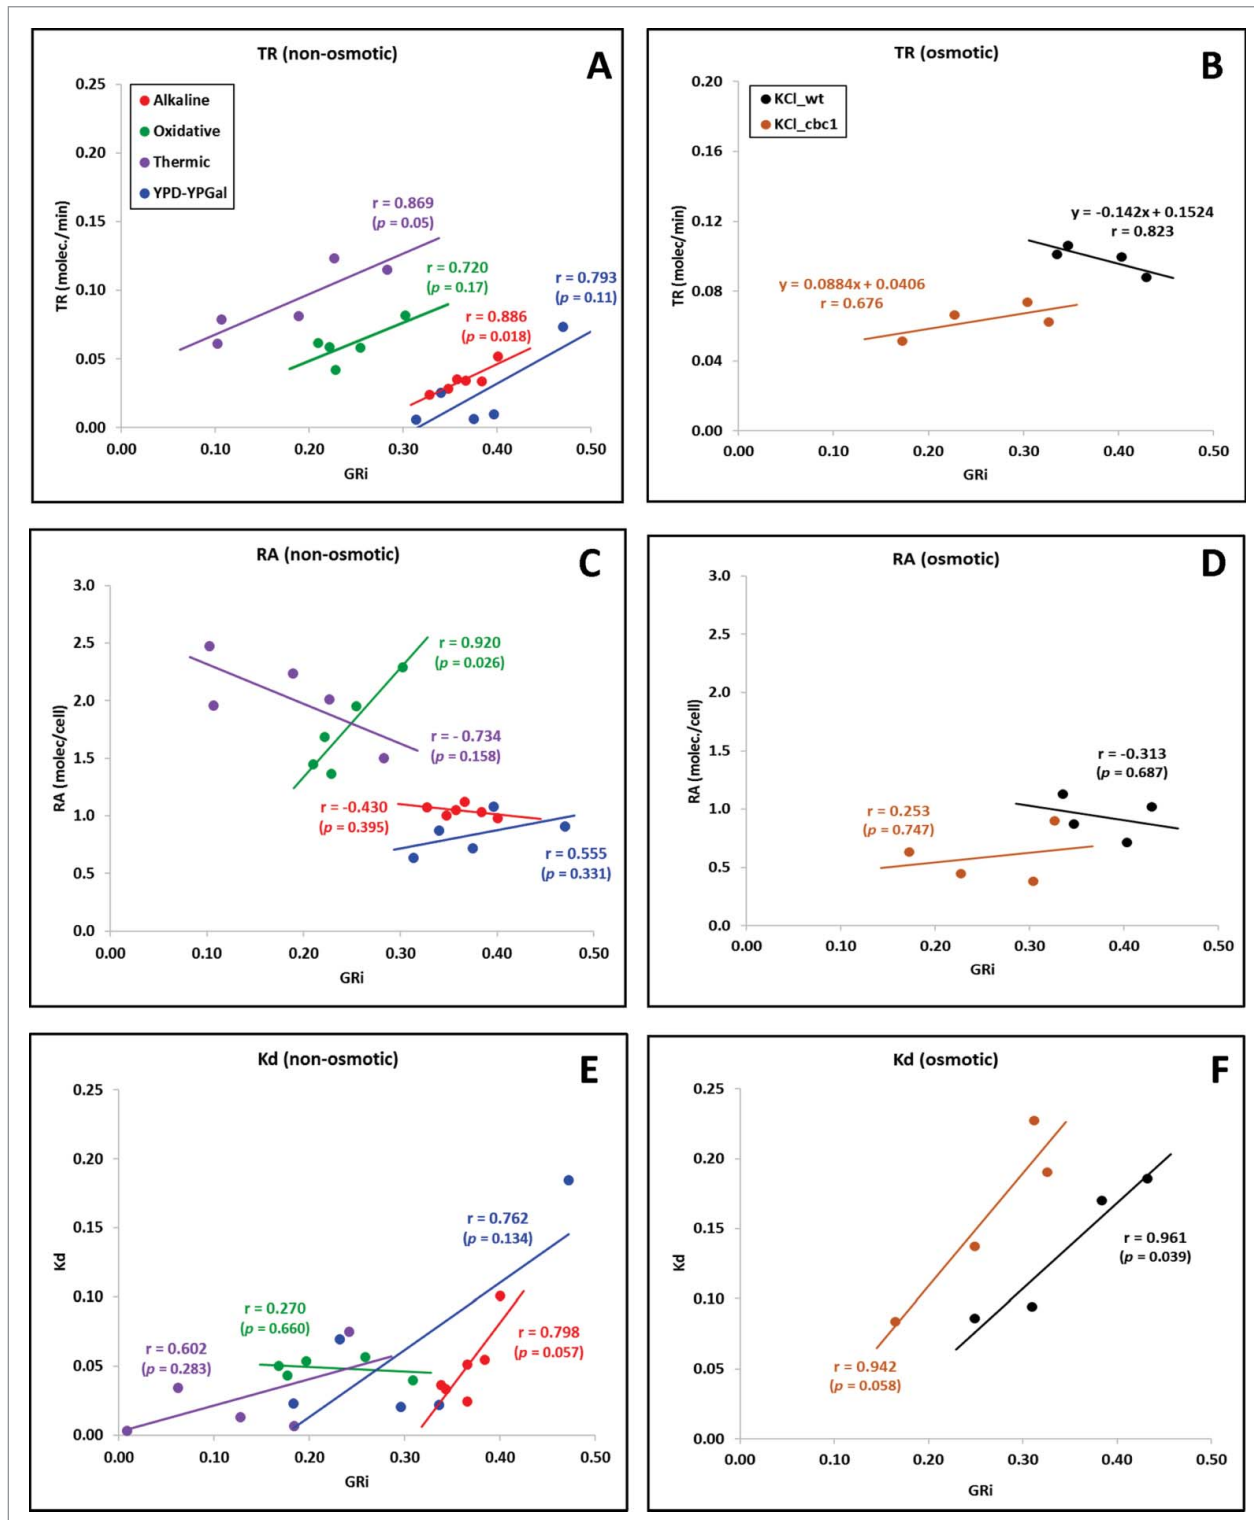 TR (non-osmotic)
A
0.25
0.20
0.15
0.10
0.05
0.00
TR (molec./min)
Alkaline
Oxidative
Thermic
YPD-YPGal
r = 0.869
(p = 0.05)
r = 0.720
(p = 0.17)
r = 0.793
(p = 0.11)
r = 0.886
(p = 0.018)
0.00 0.10 0.20 0.30 0.40 0.50
GRi
TR (osmotic)
B
0.20
0.16
0.12
0.08
0.04
0.00
TR (molec/min)
KCl_wt
KCl_cbc1
y = -0.142x + 0.1524
r = 0.823
y = 0.0884x + 0.0406
r = 0.676
0.00 0.10 0.20 0.30 0.40 0.50
GRi
RA (non-osmotic)
C
3.0
2.5
2.0
1.5
1.0
0.5
0.0
RA (molec/cell)
r = 0.920
(p = 0.026)
r = - 0.734
(p = 0.158)
r = -0.430
(p = 0.395)
r = 0.555
(p = 0.331)
0.00 0.10 0.20 0.30 0.40 0.50
GRi
RA (osmotic)
D
3.0
2.5
2.0
1.5
1.0
0.5
0.0
RA (molec./cell)
r = -0.313
(p = 0.687)
r = 0.253
(p = 0.747)
0.00 0.10 0.20 0.30 0.40 0.50
GRi
Kd (non-osmotic)
E
0.25
0.20
0.15
0.10
0.05
0.00
Kd
r = 0.762
(p = 0.134)
r = 0.270
(p = 0.660)
r = 0.602
(p = 0.283)
r = 0.798
(p = 0.057)
0.00 0.10 0.20 0.30 0.40 0.50
GRi
Kd (osmotic)
F
0.25
0.20
0.15
0.10
0.05
0.00
Kd
r = 0.961
(p = 0.039)
r = 0.942
(p = 0.058)
0.00 0.10 0.20 0.30 0.40 0.50
GRi